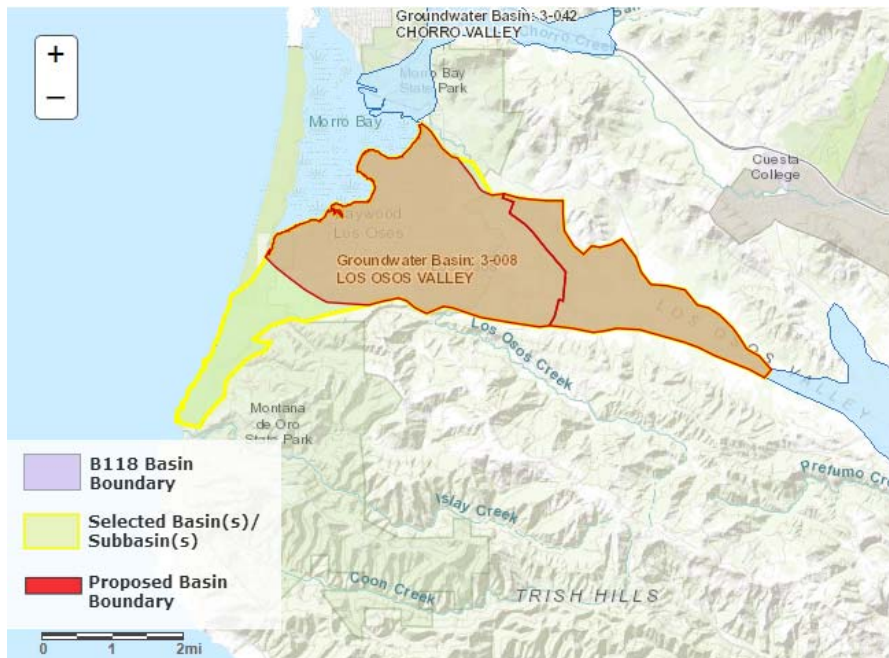 +
−
Groundwater Basin: 3-042
CHORRO VALLEY
Chorro Creek
Morro Bay
State Park
Morro Bay
Cuesta
College
Los Osos
Groundwater Basin: 3-008
LOS OSOS VALLEY
LOS OSOS VALLEY
Los Osos Creek
Montana
de Oro
State Park
Prefumo Cre
Islay Creek
Coon Creek
TRISH HILLS
B118 Basin
Boundary
Selected Basin(s)/
Subbasin(s)
Proposed Basin
Boundary
0 1 2mi